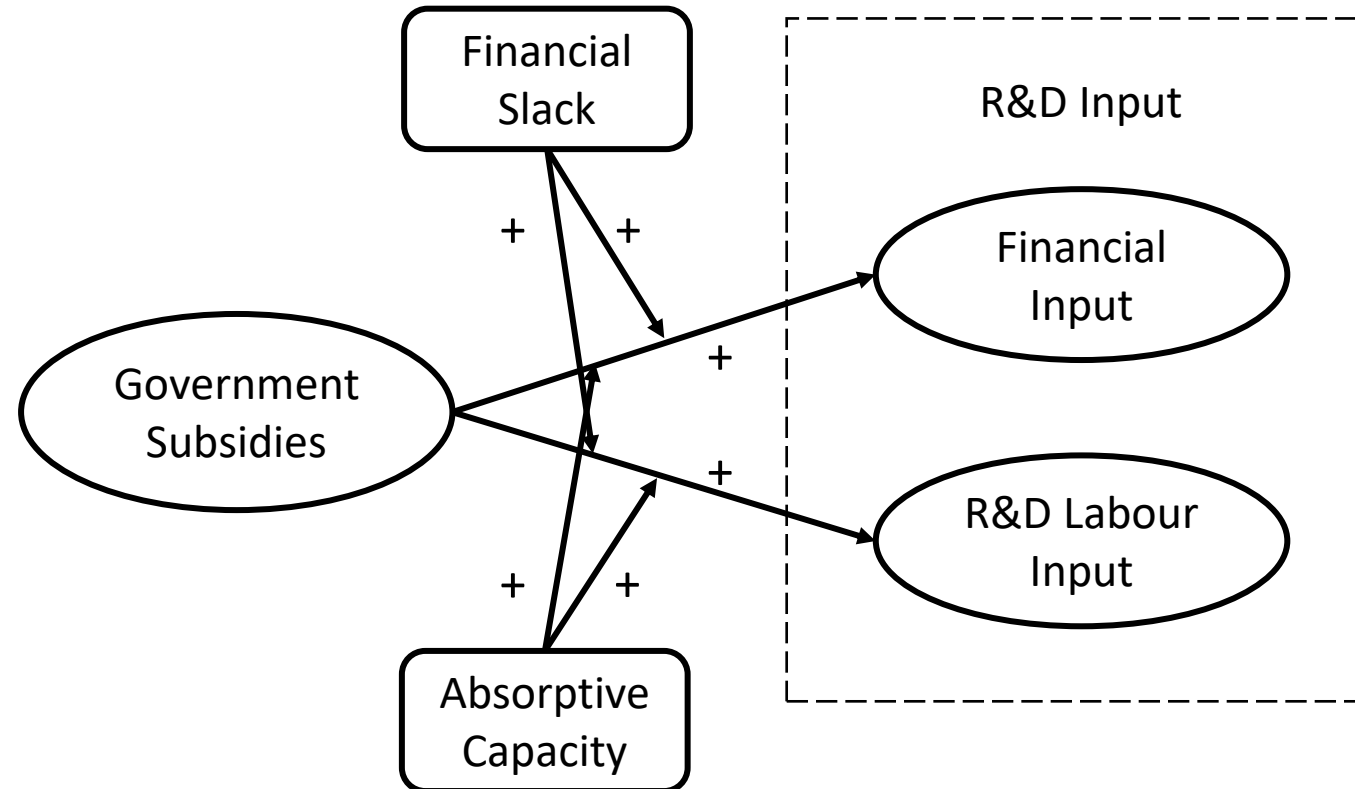 Financial
Slack
R&D Input
+ +
Financial
Input
+
Government
Subsidies
+
R&D Labour
Input
+ +
Absorptive
Capacity